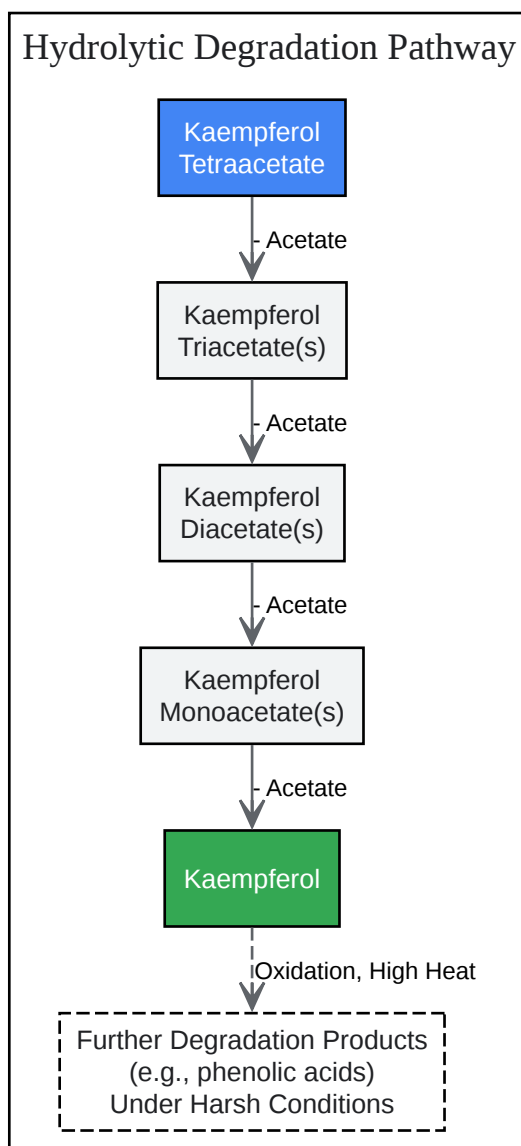 Hydrolytic Degradation Pathway
Kaempferol
Tetraacetate
- Acetate
Kaempferol
Triacetate(s)
- Acetate
Kaempferol
Diacetate(s)
- Acetate
Kaempferol
Monoacetate(s)
- Acetate
Kaempferol
Oxidation, High Heat
Further Degradation Products
(e.g., phenolic acids)
Under Harsh Conditions